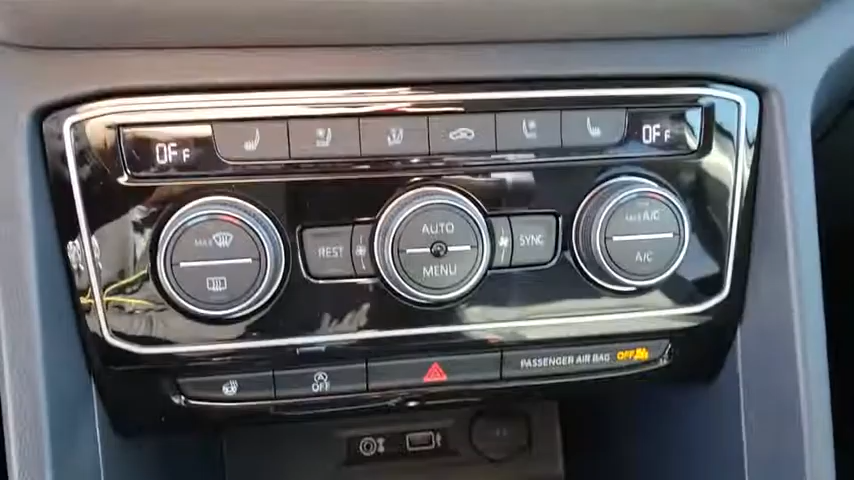 OFF OFF
MAX REST AUTO SYNC MAX A/C
MENU A/C
OFF PASSENGER AIR BAG OFF